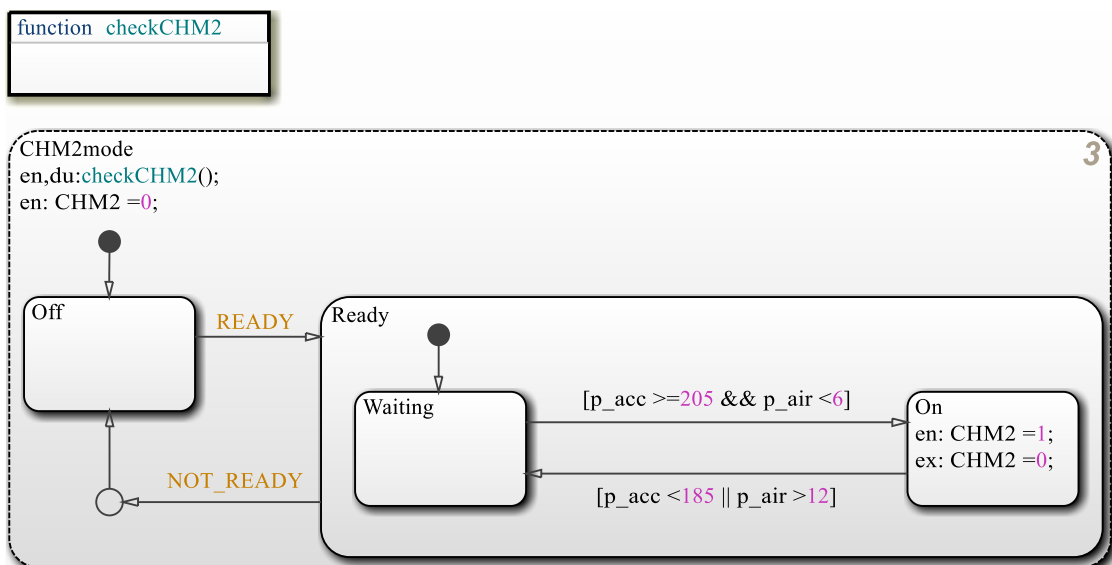 function checkCHM2
CHM2mode
3
en,du:checkCHM2();
en: CHM2 =0;
Off
READY
Ready
Waiting
[p_acc >=205 && p_air <6]
On
en: CHM2 =1;
ex: CHM2 =0;
NOT_READY
[p_acc <185 || p_air >12]